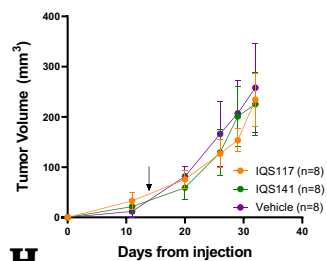 400
300
200
100
0
Tumor Volume (mm³)
IQS117 (n=8)
IQS141 (n=8)
Vehicle (n=8)
0 10 20 30 40
Days from injection
H